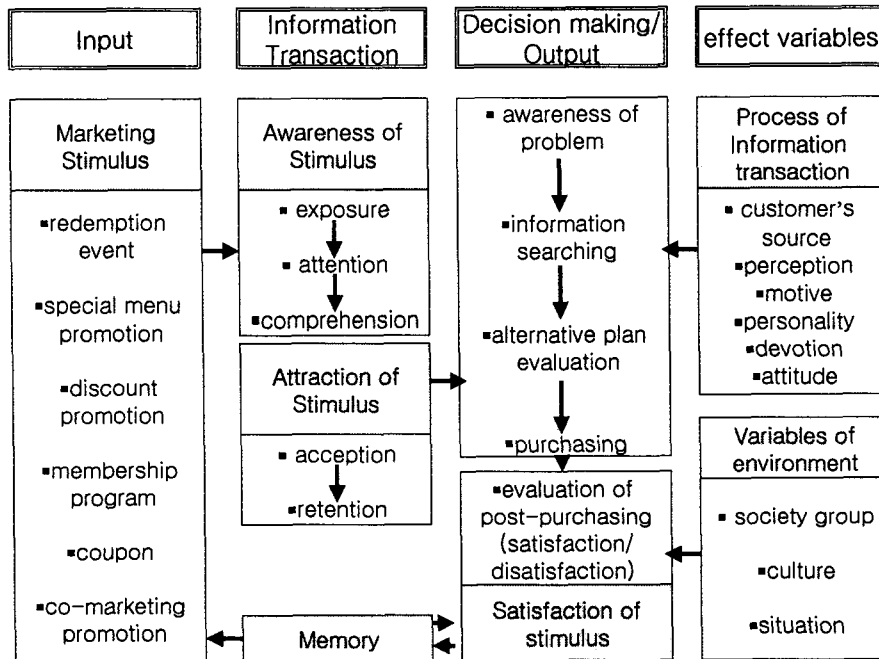 Input
Information
Transaction
Decision making/
Output
effect variables
Marketing
Stimulus
▪redemption
event
▪special menu
promotion
▪discount
promotion
▪membership
program
▪coupon
▪co-marketing
promotion
Awareness of
Stimulus
▪ exposure
▪attention
▪comprehension
Attraction of
Stimulus
▪ acception
▪retention
Memory
▪ awareness of
problem
▪information
searching
▪alternative plan
evaluation
▪purchasing
▪evaluation of
post-purchasing
(satisfaction/
disatisfaction)
Satisfaction of
stimulus
Process of
Information
transaction
▪ customer's
source
▪perception
▪motive
▪personality
▪devotion
▪attitude
Variables of
environment
▪ society group
▪culture
▪situation